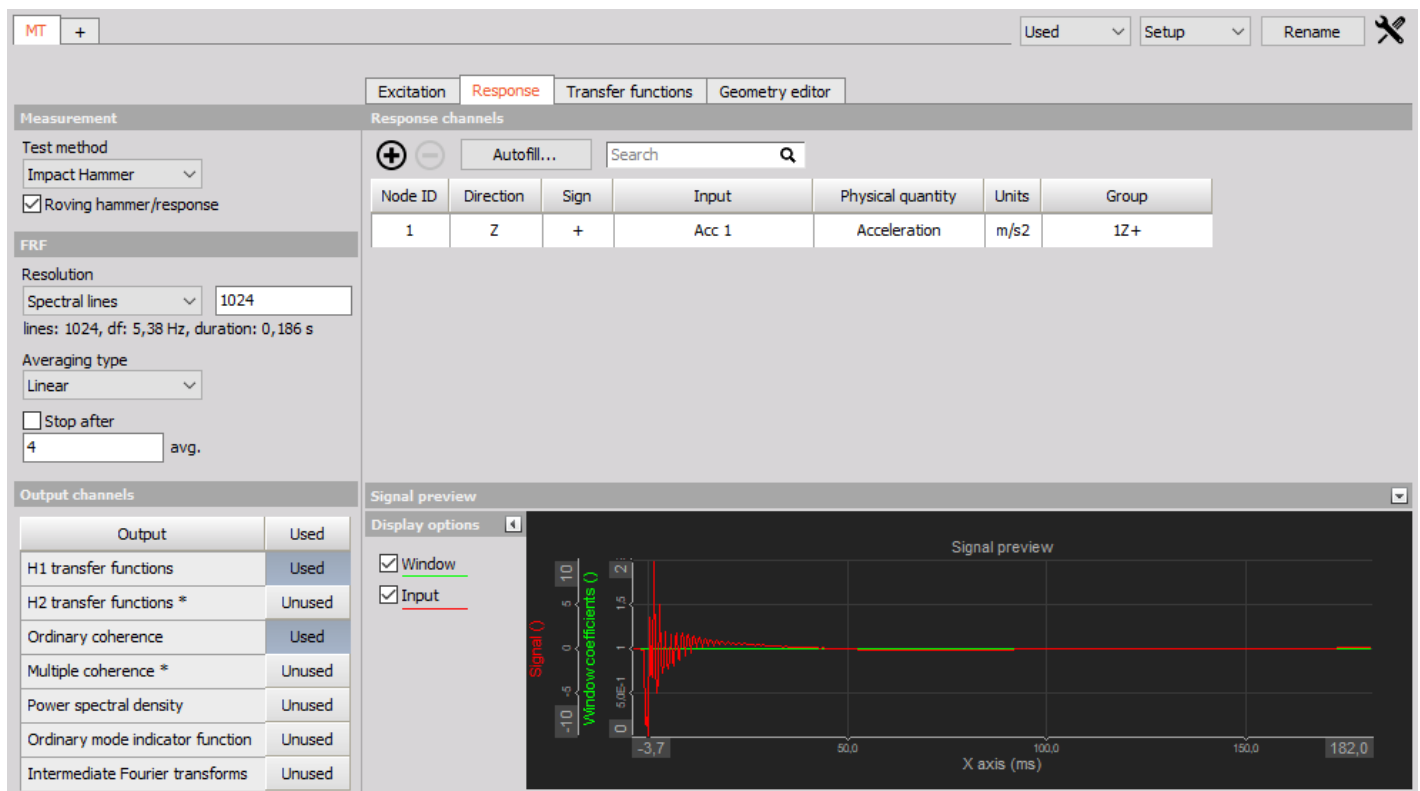 MT +
Used Setup Rename
Excitation Response Transfer functions Geometry editor
Measurement
Test method
Impact Hammer
Roving hammer/response
FRF
Resolution
Spectral lines 1024
lines: 1024, df: 5,38 Hz, duration: 0,186 s
Averaging type
Linear
Stop after
4 avg.
Output channels
Output Used
H1 transfer functions Used
H2 transfer functions * Unused
Ordinary coherence Used
Multiple coherence * Unused
Power spectral density Unused
Ordinary mode indicator function Unused
Intermediate Fourier transforms Unused
Response channels
Autofill... Search
Node ID Direction Sign Input Physical quantity Units Group
1 Z + Acc 1 Acceleration m/s2 1Z+
Signal preview
Display options
Window
Input
Signal preview
Signal ()
10
5
0
-5
-10
Window coefficients ()
1,5
1
5,0E-1
0
-3,7 50,0 100,0 150,0 182,0
X axis (ms)